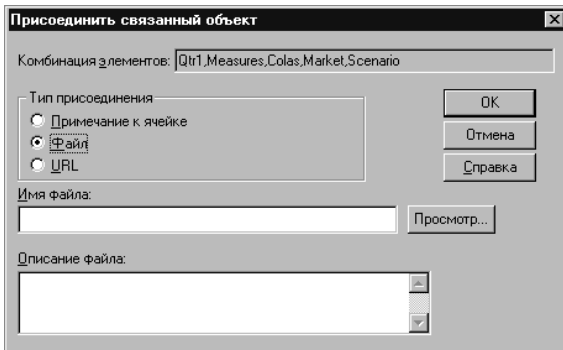 Присоединить связанный объект
Комбинация элементов: Qtr1,Measures,Colas,Market,Scenario
Тип присоединения
Примечание к ячейке
Файл
URL
OK
Отмена
Справка
Имя файла:
Просмотр...
Описание файла: